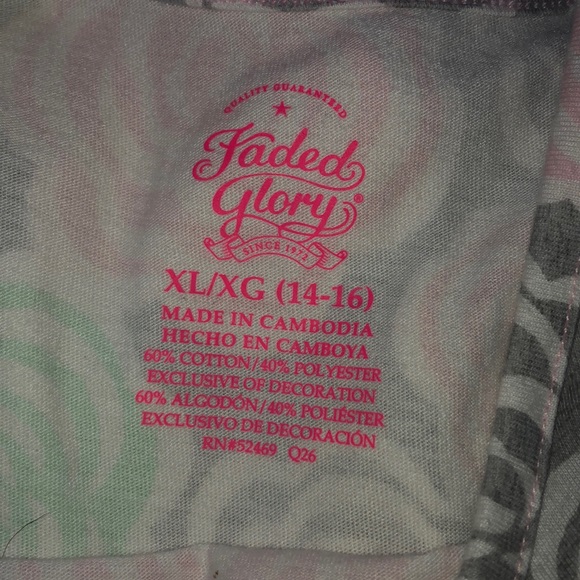 QUALITY GUARANTEED
Faded
Glory®
SINCE 1972
XL/XG (14-16)
MADE IN CAMBODIA
HECHO EN CAMBOYA
60% COTTON/40% POLYESTER
EXCLUSIVE OF DECORATION
60% ALGODÓN/40% POLIÉSTER
EXCLUSIVO DE DECORACIÓN
RN#52469 Q26